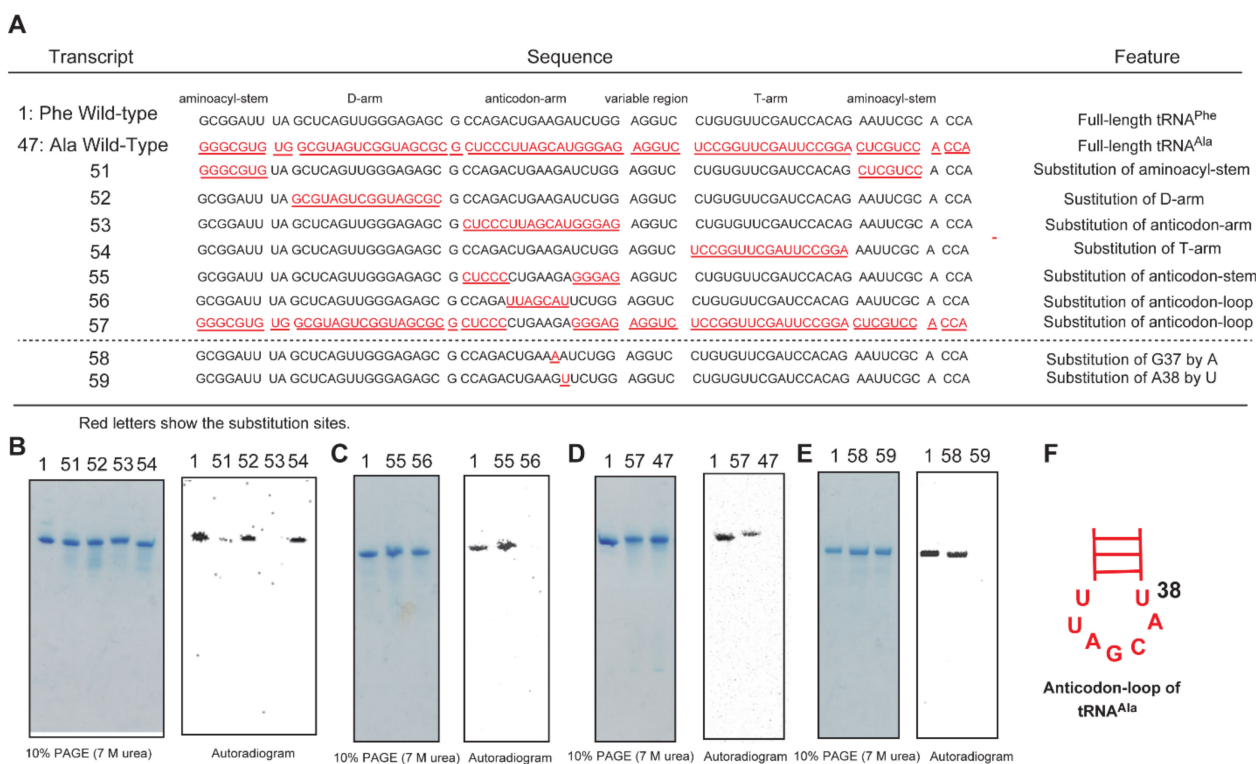 A
Transcript Sequence Feature
aminoacyl-stem D-arm anticodon-arm variable region T-arm aminoacyl-stem
1: Phe Wild-type GCGGAUU UA GCUCAGUUGGGAGAGC G CCAGACUGAAGAUCUGG AGGUC CUGUGUUCGAUCCACAG GAAUUCGC A CCA Full-length tRNAPhe
47: Ala Wild-Type GGGCGUG UG GCGUAGUCGGUAGCGC G CUCCCUUAGCAUGGGAG AGGUC UCCGGUUCGAUUCCGGA CUCGUCC A CCA Full-length tRNAAla
51 GGGCGUG UA GCUCAGUUGGGAGAGC G CCAGACUGAAGAUCUGG AGGUC CUGUGUUCGAUCCACAG CUCGUCC A CCA Substitution of aminoacyl-stem
52 GCGGAUU UA GCGUAGUCGGUAGCGC G CCAGACUGAAGAUCUGG AGGUC CUGUGUUCGAUCCACAG AAUUCGC A CCA Sustitution of D-arm
53 GCGGAUU UA GCUCAGUUGGGAGAGC G CUCCCUUAGCAUGGGAG AGGUC CUGUGUUCGAUCCACAG AAUUCGC A CCA Substitution of anticodon-arm
54 GCGGAUU UA GCUCAGUUGGGAGAGC G CCAGACUGAAGAUCUGG AGGUC UCCGGUUCGAUUCCGGA AAUUCGC A CCA Substitution of T-arm
55 GCGGAUU UA GCUCAGUUGGGAGAGC G CUCCCCUGAAGAGGGAG AGGUC CUGUGUUCGAUCCACAG AAUUCGC A CCA Substitution of anticodon-stem
56 GCGGAUU UA GCUCAGUUGGGAGAGC G CCAGAUUAGCAUUCUGG AGGUC CUGUGUUCGAUCCACAG AAUUCGC A CCA Substitution of anticodon-loop
57 GGGCGUG UG GCGUAGUCGGUAGCGC G CUCCCCUGAAGAGGGAG AGGUC UCCGGUUCGAUUCCGGA CUCGUCC A CCA Substitution of anticodon-loop
58 GCGGAUU UA GCUCAGUUGGGAGAGC G CCAGACUGAAAAUCUGG AGGUC CUGUGUUCGAUCCACAG AAUUCGC A CCA Substitution of G37 by A
59 GCGGAUU UA GCUCAGUUGGGAGAGC G CCAGACUGAAGUUCUGG AGGUC CUGUGUUCGAUCCACAG AAUUCGC A CCA Substitution of A38 by U
Red letters show the substitution sites.
B
1 51 52 53 54
1 51 52 53 54
10% PAGE (7 M urea) Autoradiogram
C
1 55 56
1 55 56
10% PAGE (7 M urea) Autoradiogram
D
1 57 47
1 57 47
10% PAGE (7 M urea) Autoradiogram
E
1 58 59
1 58 59
10% PAGE (7 M urea) Autoradiogram
F
U U 38
U A
A G C
Anticodon-loop of
tRNAAla